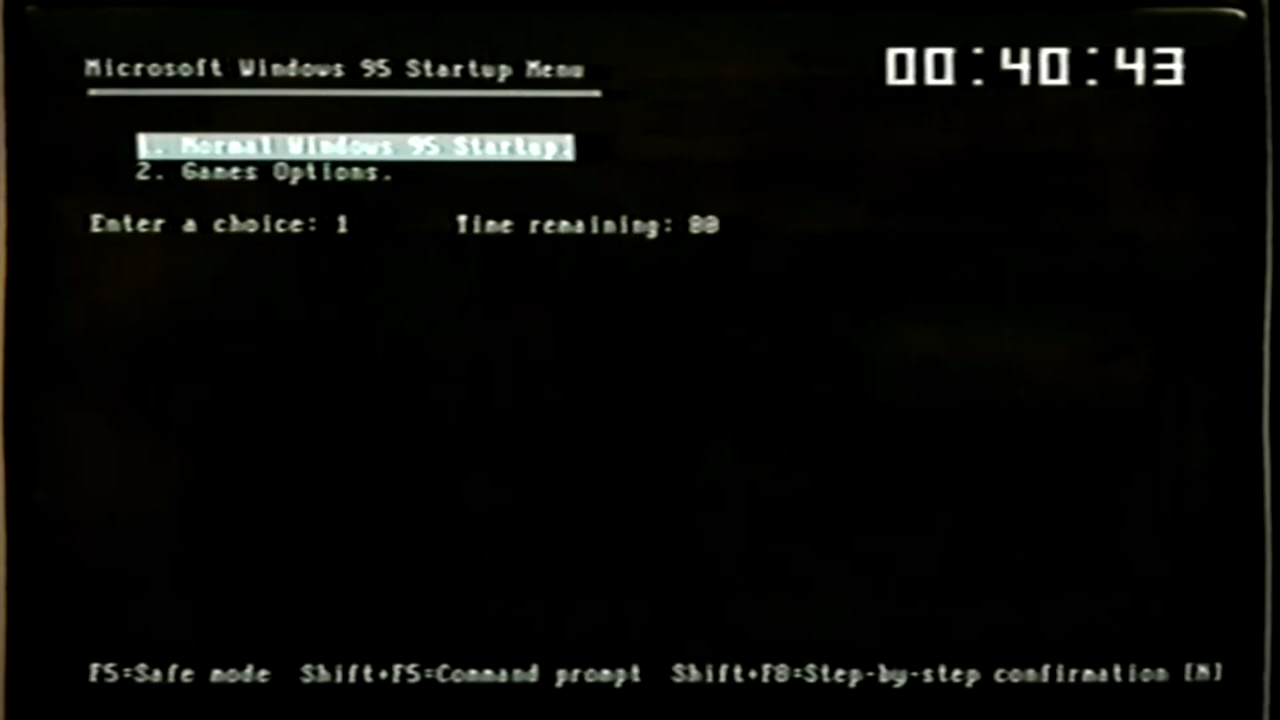 Microsoft Windows 95 Startup Menu
00:40:43
1. Normal Windows 95 Startup.
2. Games Options.
Enter a choice: 1 Time remaining: 00
F5=Safe mode Shift+F5=Command prompt Shift+F8=Step-by-step confirmation [N]